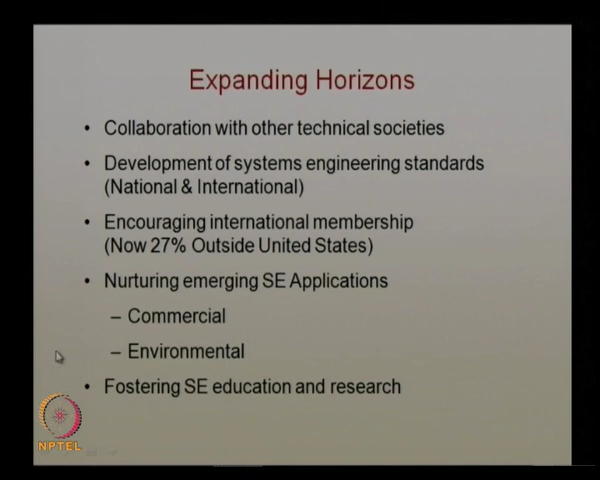 Expanding Horizons
• Collaboration with other technical societies
• Development of systems engineering standards
(National & International)
• Encouraging international membership
(Now 27% Outside United States)
• Nurturing emerging SE Applications
– Commercial
– Environmental
• Fostering SE education and research
NPTEL